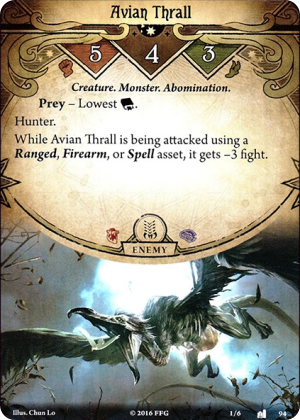 Avian Thrall
5 4 3
Creature. Monster. Abomination.
Prey – Lowest .
Hunter.
While Avian Thrall is being attacked using a
Ranged, Firearm, or Spell asset, it gets –3 fight.
ENEMY
Illus. Chun Lo © 2016 FFG 1/6 94